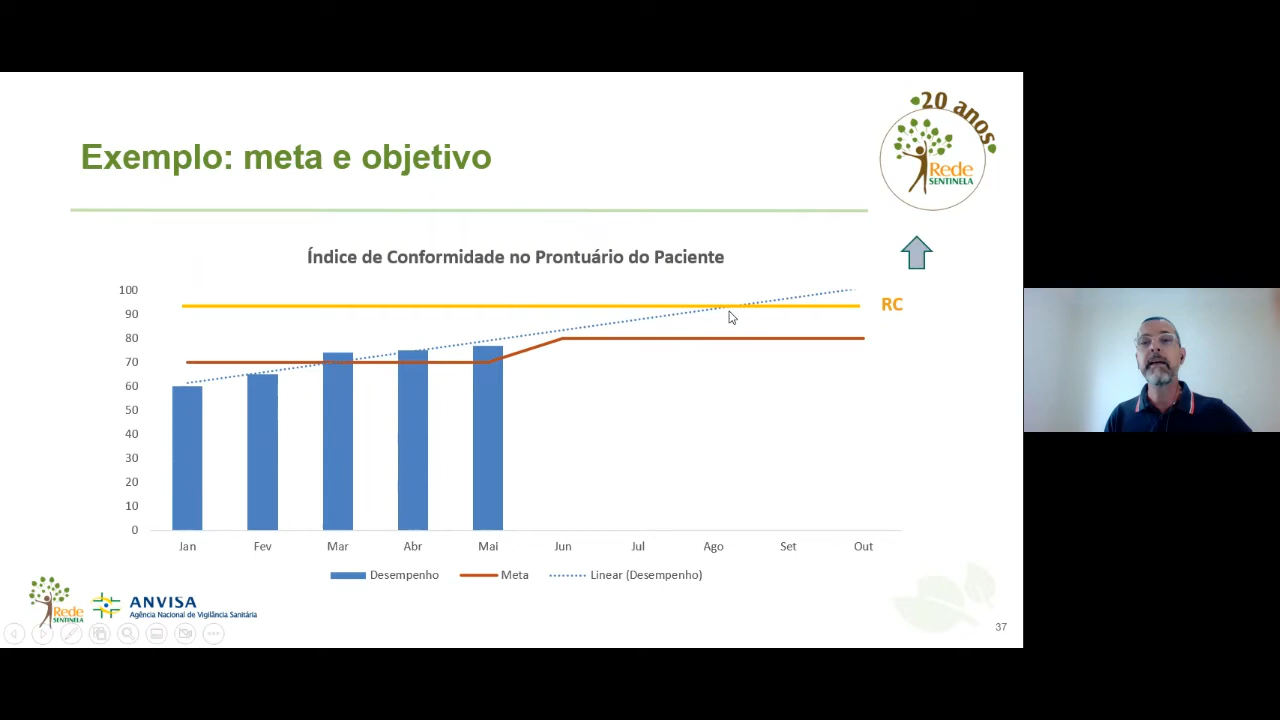 20 anos
Rede
SENTINELA
Exemplo: meta e objetivo
Índice de Conformidade no Prontuário do Paciente
RC
100
90
80
70
60
50
40
30
20
10
0
Jan Fev Mar Abr Mai Jun Jul Ago Set Out
Desempenho Meta Linear (Desempenho)
Rede
SENTINELA
ANVISA
Agência Nacional de Vigilância Sanitária
37